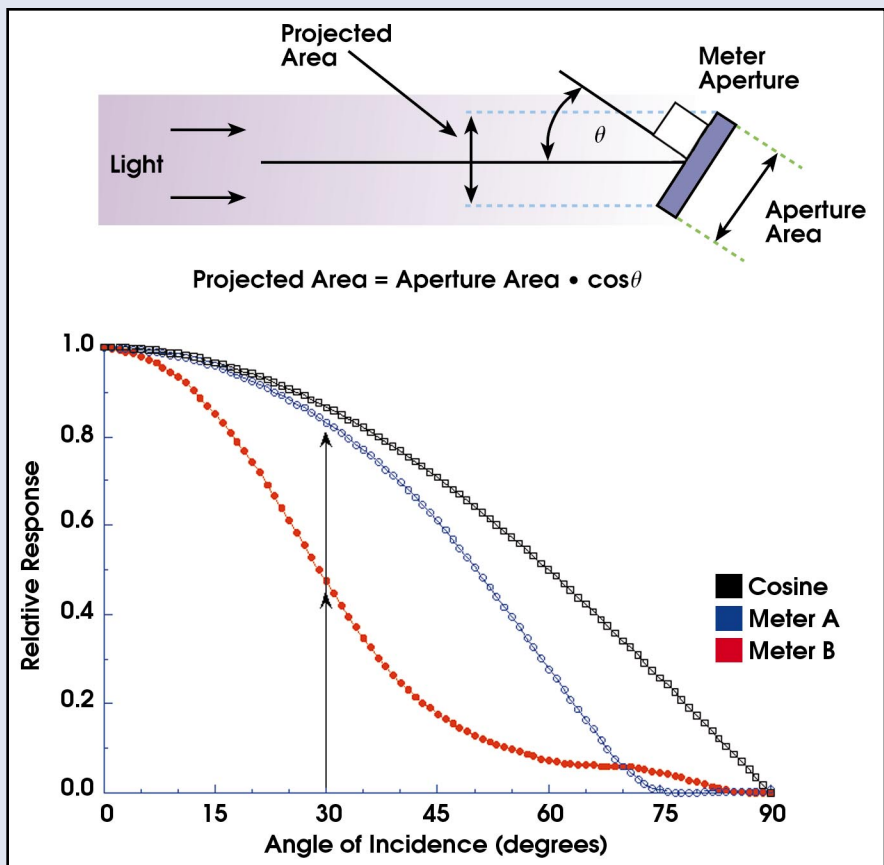 Projected
Area
Meter
Aperture
θ
Light
Aperture
Area
Projected Area = Aperture Area • cosθ
Relative Response
1.0
0.8
0.6
0.4
0.2
0.0
Cosine
Meter A
Meter B
0 15 30 45 60 75 90
Angle of Incidence (degrees)